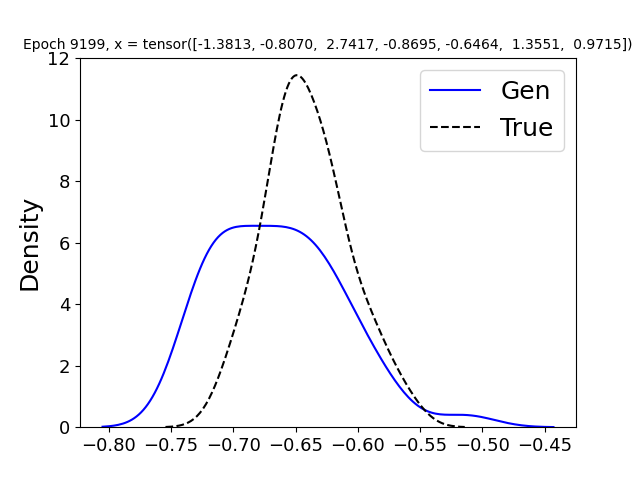 Epoch 9199, x = tensor([-1.3813, -0.8070,  2.7417, -0.8695, -0.6464,  1.3551,  0.9715])
12
10
8
6
4
2
0
Density
Gen
True
−0.80 −0.75 −0.70 −0.65 −0.60 −0.55 −0.50 −0.45